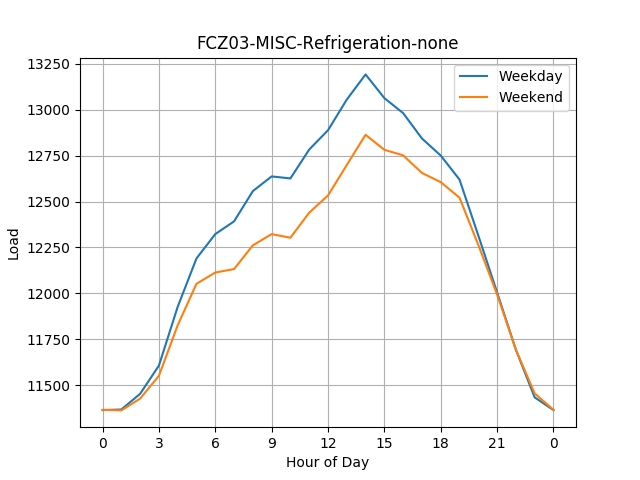 FCZ03-MISC-Refrigeration-none
Weekday
Weekend
Load
13250
13000
12750
12500
12250
12000
11750
11500
0 3 6 9 12 15 18 21 0
Hour of Day